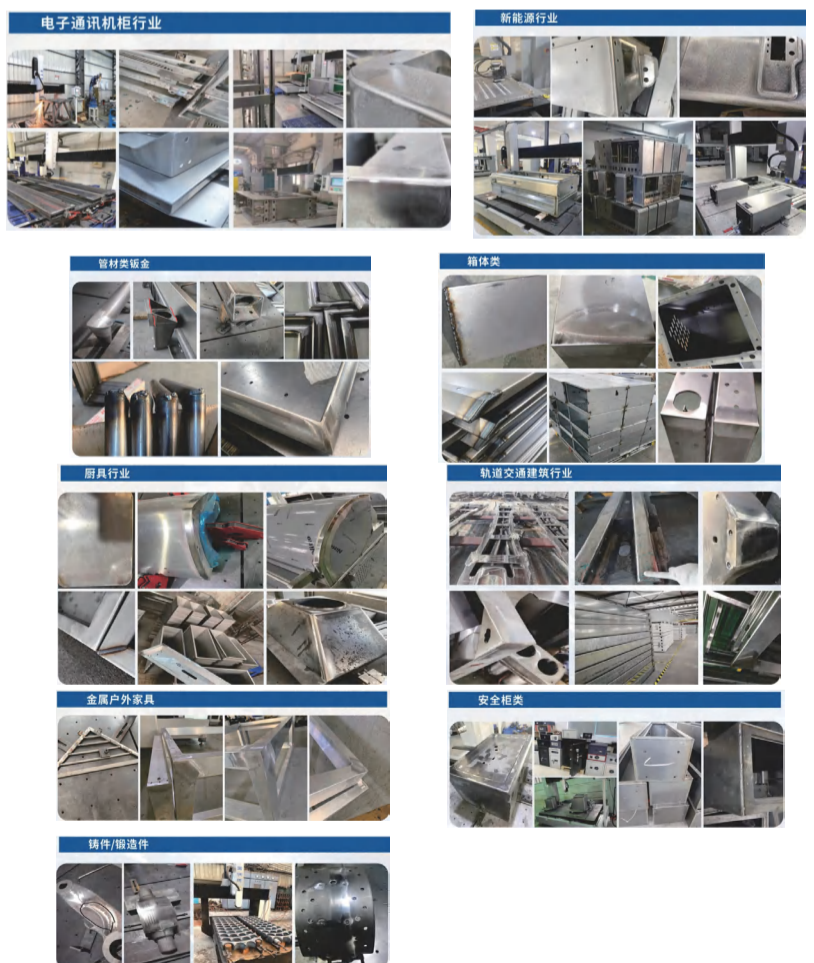 电子通讯机柜行业
新能源行业
管材类钣金
箱体类
厨具行业
轨道交通建筑行业
金属户外家具
安全柜类
铸件/锻造件